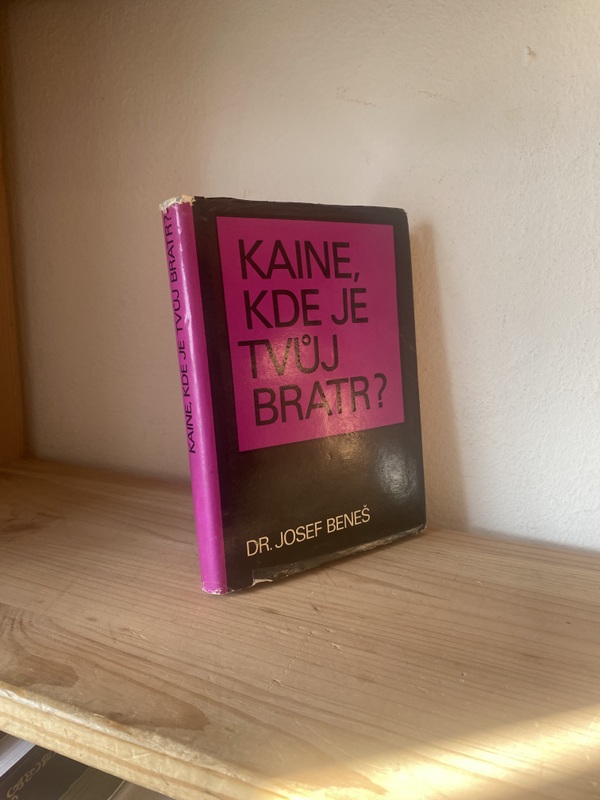 KAINE, KDE JE TVŮJ BRATR?
KAINE,
KDE JE
TVŮJ
BRATR?
DR. JOSEF BENEŠ